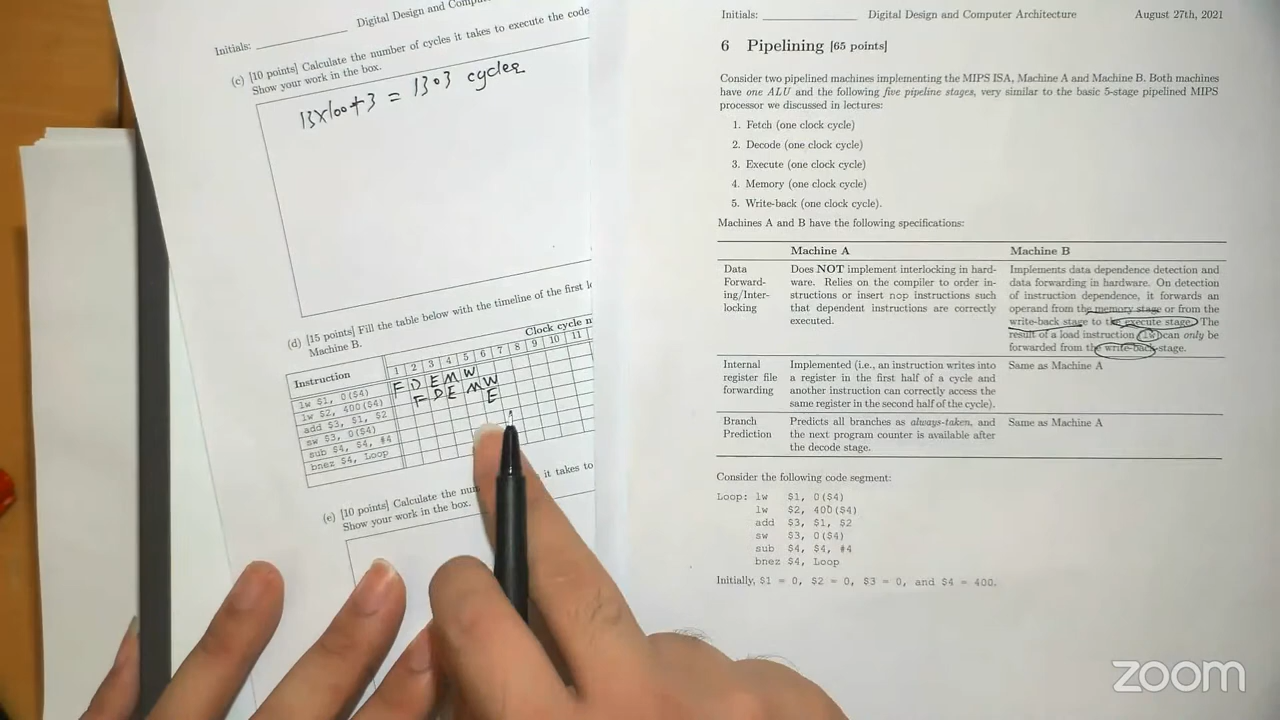 Initials:
Digital Design and
(c) [10 points] Calculate the number of cycles it takes to execute the code
Show your work in the box.
13×100+3 = 1303 cycles
(d) [15 points] Fill the table below with the timeline of the first
Machine B.
Instruction
Clock cycle
1 2 3 4 5 6 7 8 9 10 11
lw $1, 0($4) F D E M W
lw $2, 400($4) F D E M W
add $3, $1, $2 E
sw $3, 0($4)
sub $4, $4, #4
bnez $4, Loop
(e) [10 points] Calculate the it takes to
Show your work in the box.
Initials: Digital Design and Computer Architecture August 27th, 2021
6 Pipelining [65 points]
Consider two pipelined machines implementing the MIPS ISA, Machine A and Machine B. Both machines
have one ALU and the following five pipeline stages, very similar to the basic 5-stage pipelined MIPS
processor we discussed in lectures:
1. Fetch (one clock cycle)
2. Decode (one clock cycle)
3. Execute (one clock cycle)
4. Memory (one clock cycle)
5. Write-back (one clock cycle).
Machines A and B have the following specifications:
Machine A
Machine B
Data
Forward-
ing/Inter-
locking
Does NOT implement interlocking in hard-
ware. Relies on the compiler to order in-
structions or insert nop instructions such
that dependent instructions are correctly
executed.
Implements data dependence detection and
data forwarding in hardware. On detection
of instruction dependence, it forwards an
operand from the memory stage or from the
write-back stage to the execute stage. The
result of a load instruction (lw) can only be
forwarded from the write-back stage.
Internal
register file
forwarding
Implemented (i.e., an instruction writes into
a register in the first half of a cycle and
another instruction can correctly access the
same register in the second half of the cycle).
Same as Machine A
Branch
Prediction
Predicts all branches as always-taken, and
the next program counter is available after
the decode stage.
Same as Machine A
Consider the following code segment:
Loop: lw $1, 0($4)
lw $2, 400($4)
add $3, $1, $2
sw $3, 0($4)
sub $4, $4, #4
bnez $4, Loop
Initially, $1 = 0, $2 = 0, $3 = 0, and $4 = 400.
zoom